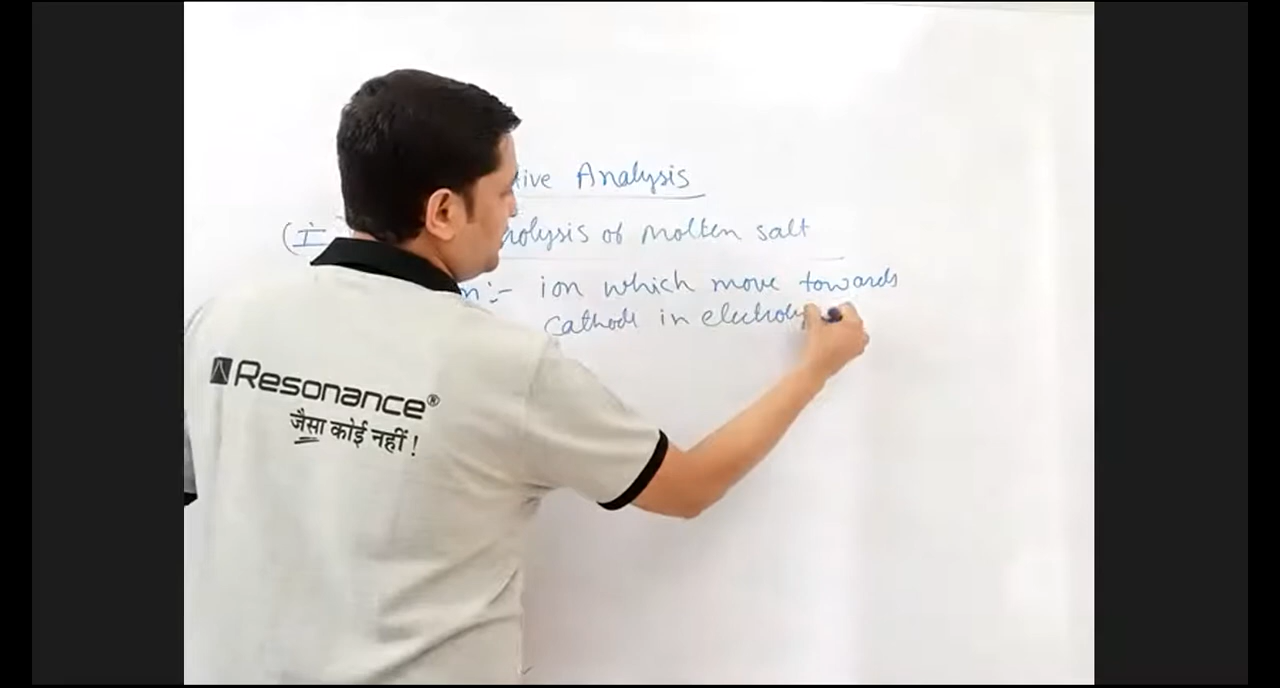 tive Analysis
(I rolysis of molten salt
n:- ion which move towards
cathode in electroly
Resonance®
जैसा कोई नहीं !